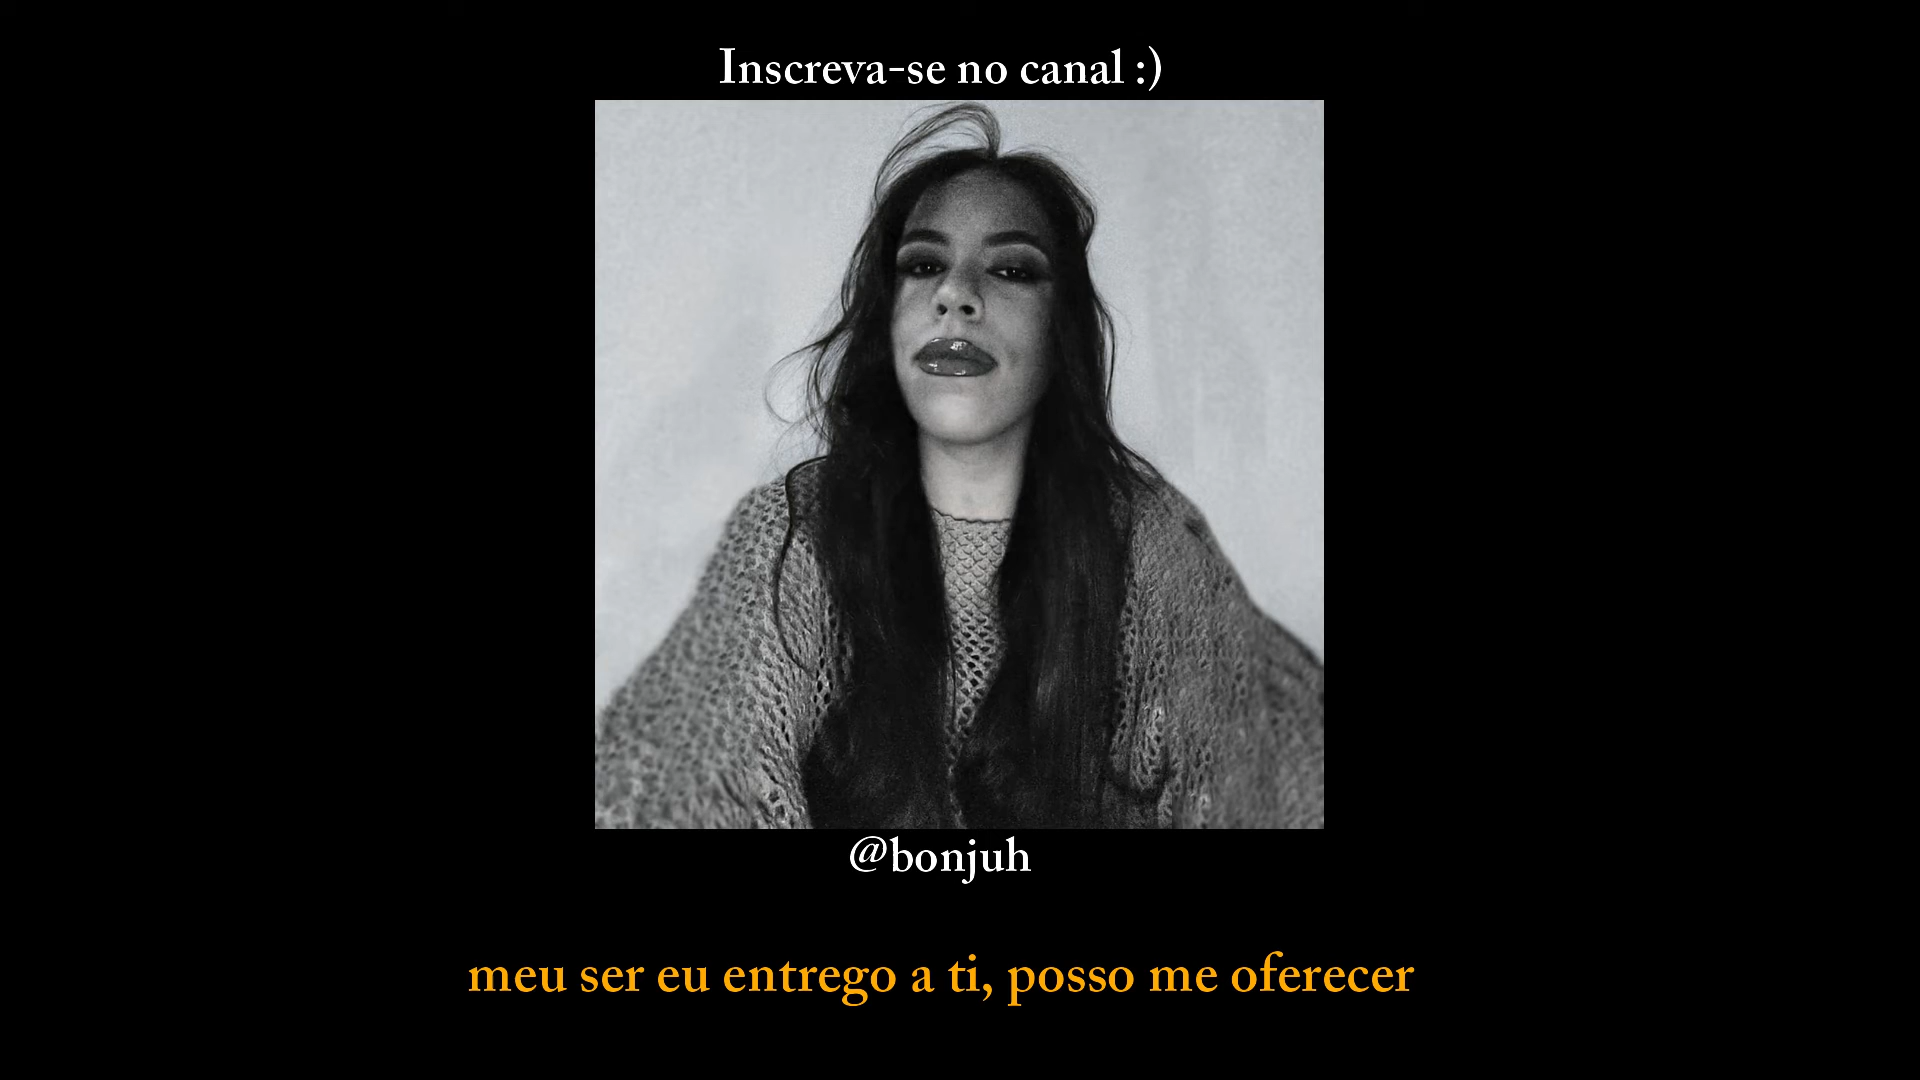 Inscreva-se no canal :)
@bonjuh
meu ser eu entrego a ti, posso me oferecer